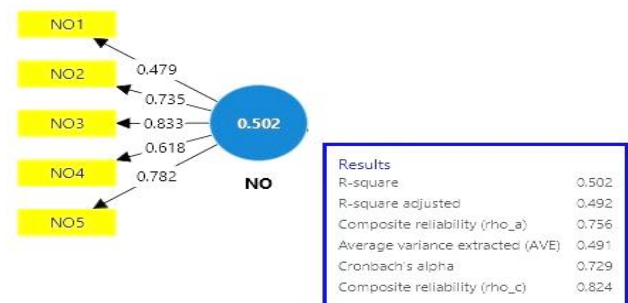 NO1
NO2
NO3
NO4
NO5
0.479
0.735
0.833
0.618
0.782
0.502
NO
Results
R-square 0.502
R-square adjusted 0.492
Composite reliability (rho_a) 0.756
Average variance extracted (AVE) 0.491
Cronbach's alpha 0.729
Composite reliability (rho_c) 0.824